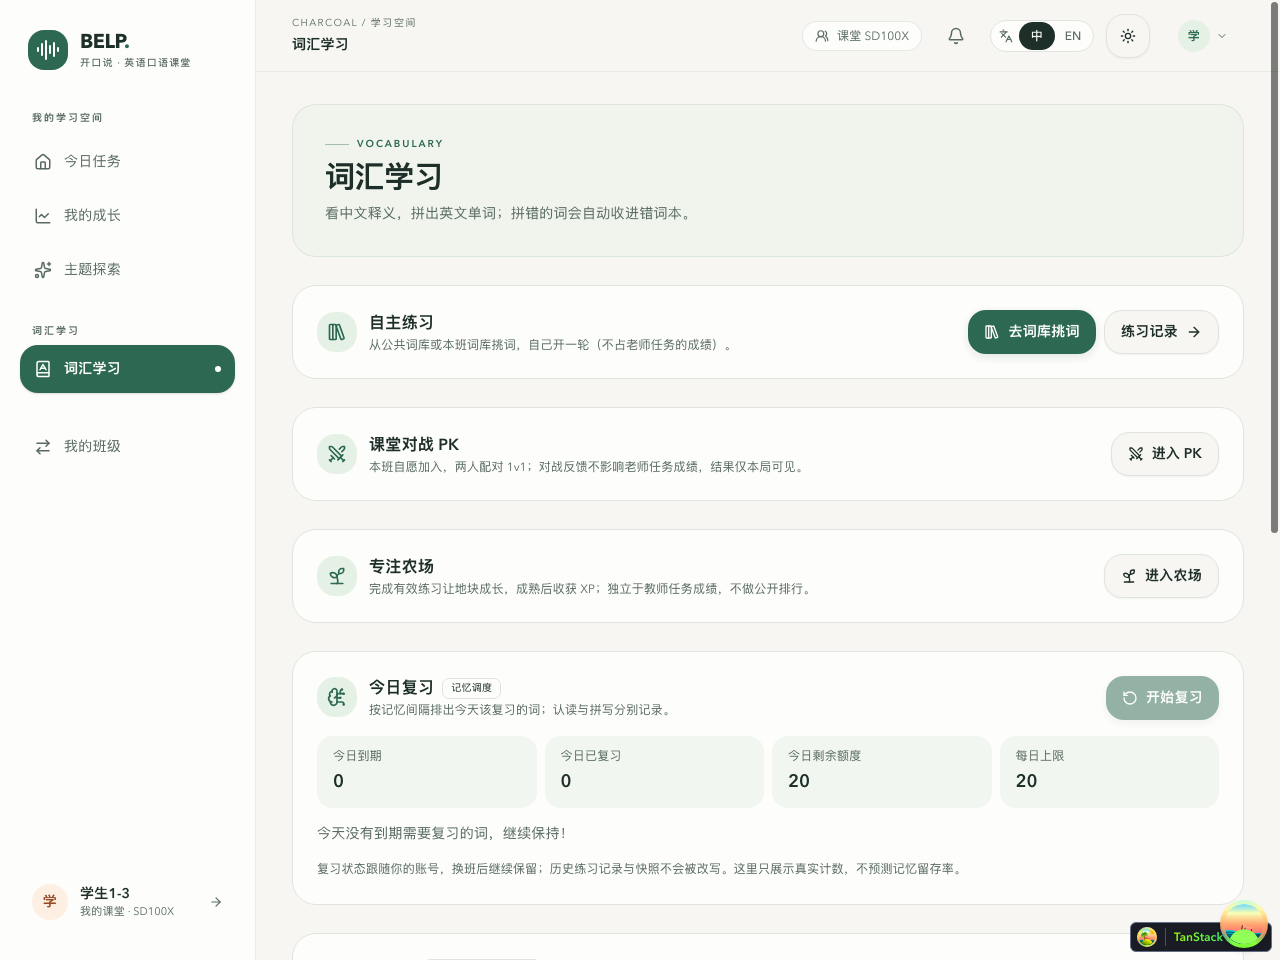 BELP.
开口说 · 英语口语课堂
我的学习空间
今日任务
我的成长
主题探索
词汇学习
词汇学习
我的班级
学
学生1-3
我的课堂 · SD100X
CHARCOAL / 学习空间
词汇学习
课堂 SD100X
中
EN
学
VOCABULARY
词汇学习
看中文释义，拼出英文单词；拼错的词会自动收进错词本。
自主练习
从公共词库或本班词库挑词，自己开一轮（不占老师任务的成绩）。
去词库挑词
练习记录
课堂对战 PK
本班自愿加入，两人配对 1v1；对战反馈不影响老师任务成绩，结果仅本局可见。
进入 PK
专注农场
完成有效练习让地块成长，成熟后收获 XP；独立于教师任务成绩，不做公开排行。
进入农场
今日复习 记忆调度
按记忆间隔排出今天该复习的词；认读与拼写分别记录。
开始复习
今日到期
0
今日已复习
0
今日剩余额度
20
每日上限
20
今天没有到期需要复习的词，继续保持！
复习状态跟随你的账号，换班后继续保留；历史练习记录与快照不会被改写。这里只展示真实计数，不预测记忆留存率。
TanStack